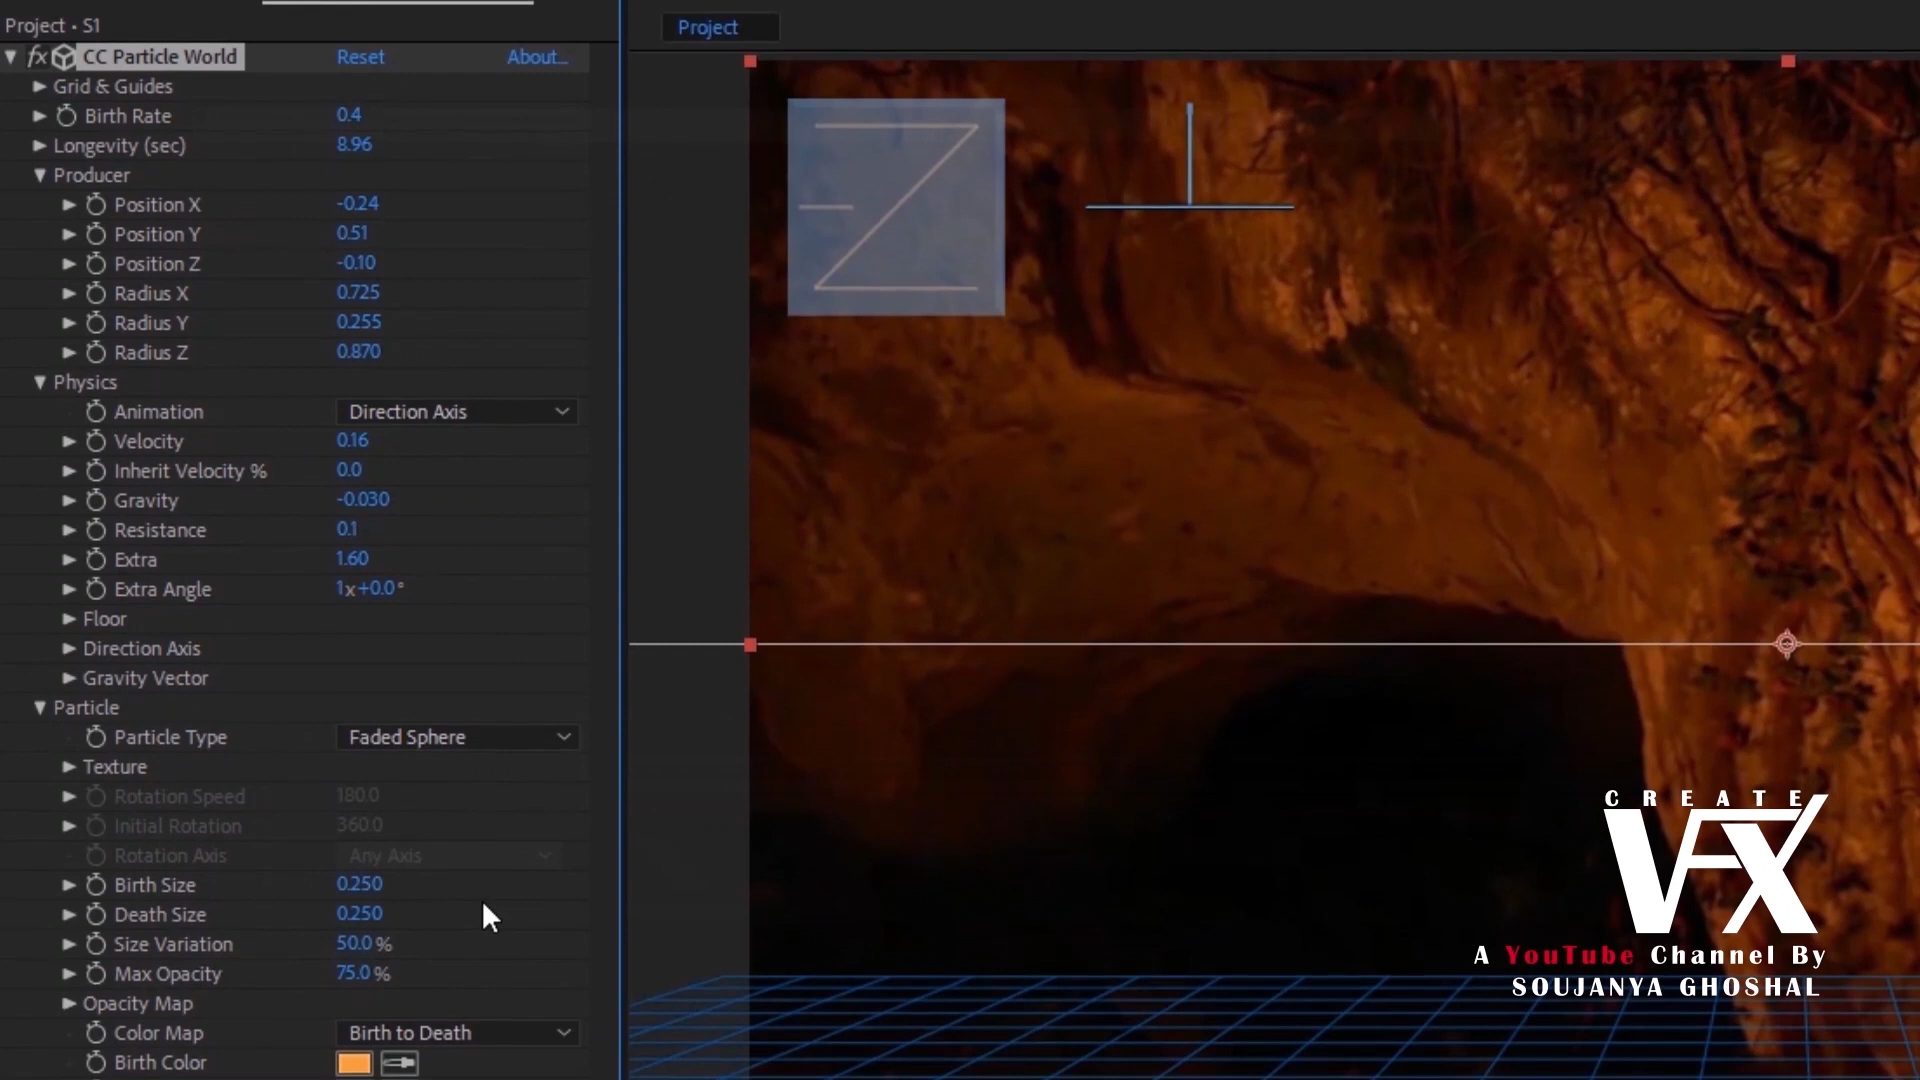 Project • S1
Project
fx CC Particle World Reset About...
Grid & Guides
Birth Rate 0.4
Longevity (sec) 8.96
Producer
Position X -0.24
Position Y 0.51
Position Z -0.10
Radius X 0.725
Radius Y 0.255
Radius Z 0.870
Physics
Animation Direction Axis
Velocity 0.16
Inherit Velocity % 0.0
Gravity -0.030
Resistance 0.1
Extra 1.60
Extra Angle 1x+0.0°
Floor
Direction Axis
Gravity Vector
Particle
Particle Type Faded Sphere
Texture
Rotation Speed 180.0
Initial Rotation 360.0
Rotation Axis Any Axis
Birth Size 0.250
Death Size 0.250
Size Variation 50.0 %
Max Opacity 75.0 %
Opacity Map
Color Map Birth to Death
Birth Color
Z
CREATE
VFX
A YouTube Channel By
SOUJANYA GHOSHAL